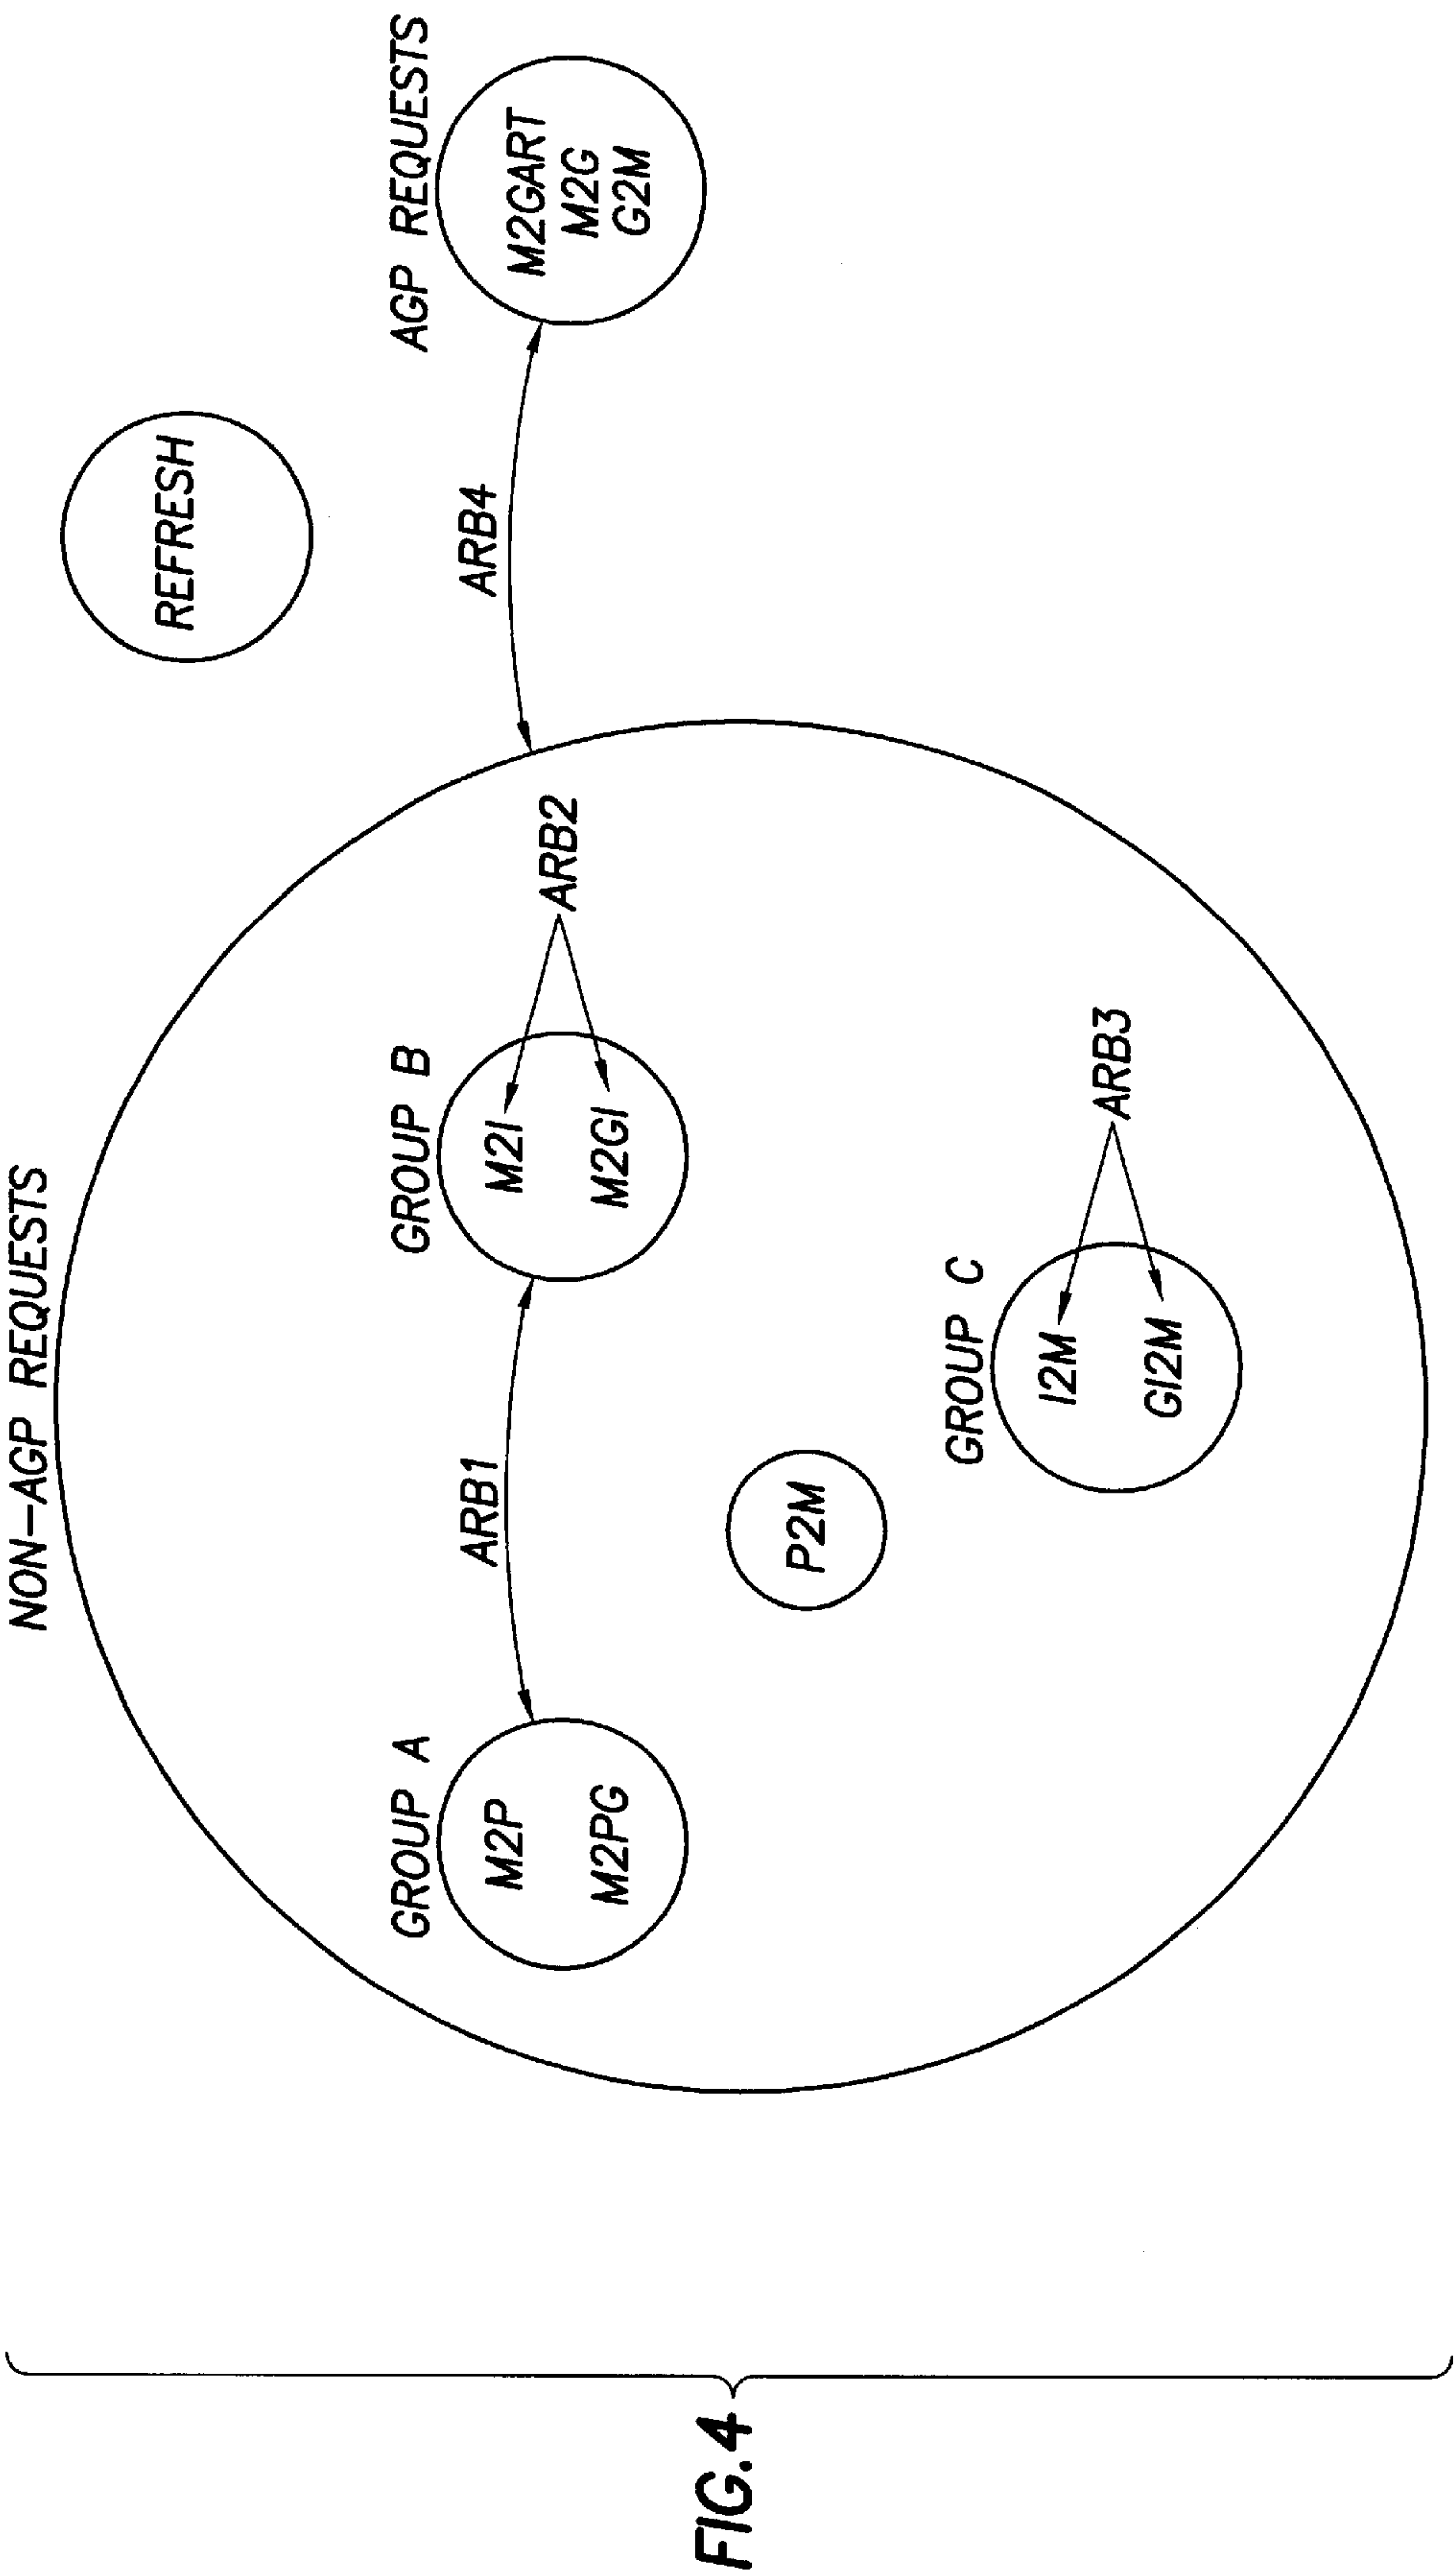 NON-AGP REQUESTS
REFRESH
GROUP A
GROUP B
AGP REQUESTS
ARB1
ARB4
M2P
M2PG
M2I
M2GI
ARB2
M2GART
M2G
G2M
P2M
GROUP C
I2M
GI2M
ARB3
FIG.4